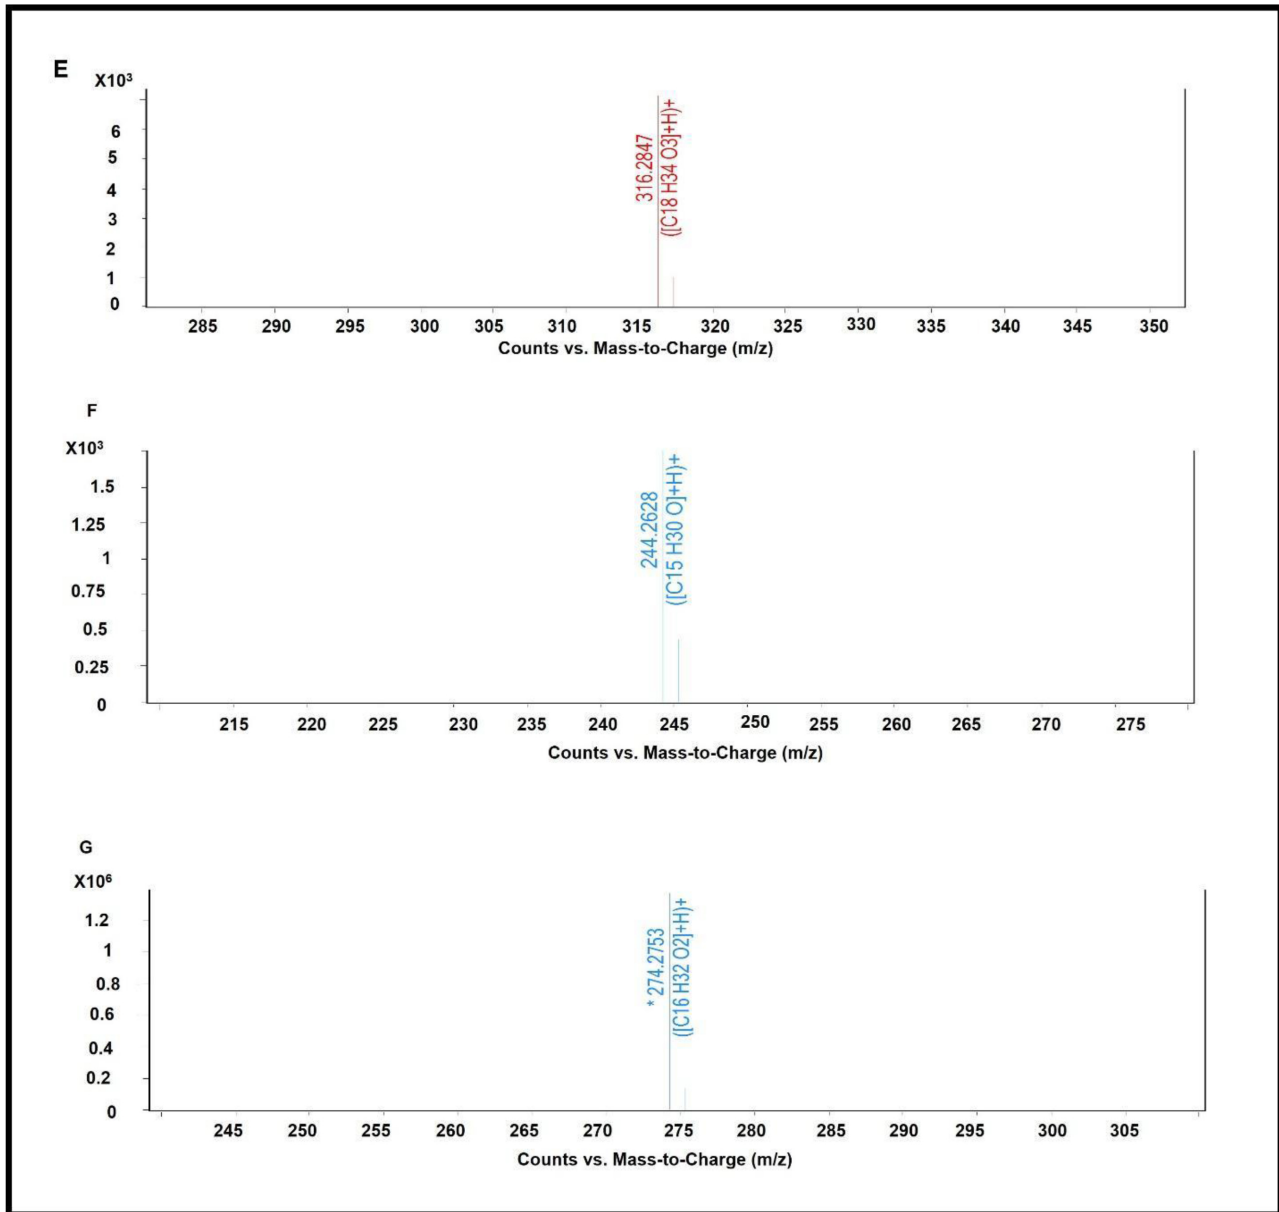 E
X10³
6
5
4
3
2
1
0
316.2847
([C18 H34 O3]+H)+
285 290 295 300 305 310 315 320 325 330 335 340 345 350
Counts vs. Mass-to-Charge (m/z)
F
X10³
1.5
1.25
1
0.75
0.5
0.25
0
244.2628
([C15 H30 O]+H)+
215 220 225 230 235 240 245 250 255 260 265 270 275
Counts vs. Mass-to-Charge (m/z)
G
X10⁶
1.2
1
0.8
0.6
0.4
0.2
0
* 274.2753
([C16 H32 O2]+H)+
245 250 255 260 265 270 275 280 285 290 295 300 305
Counts vs. Mass-to-Charge (m/z)